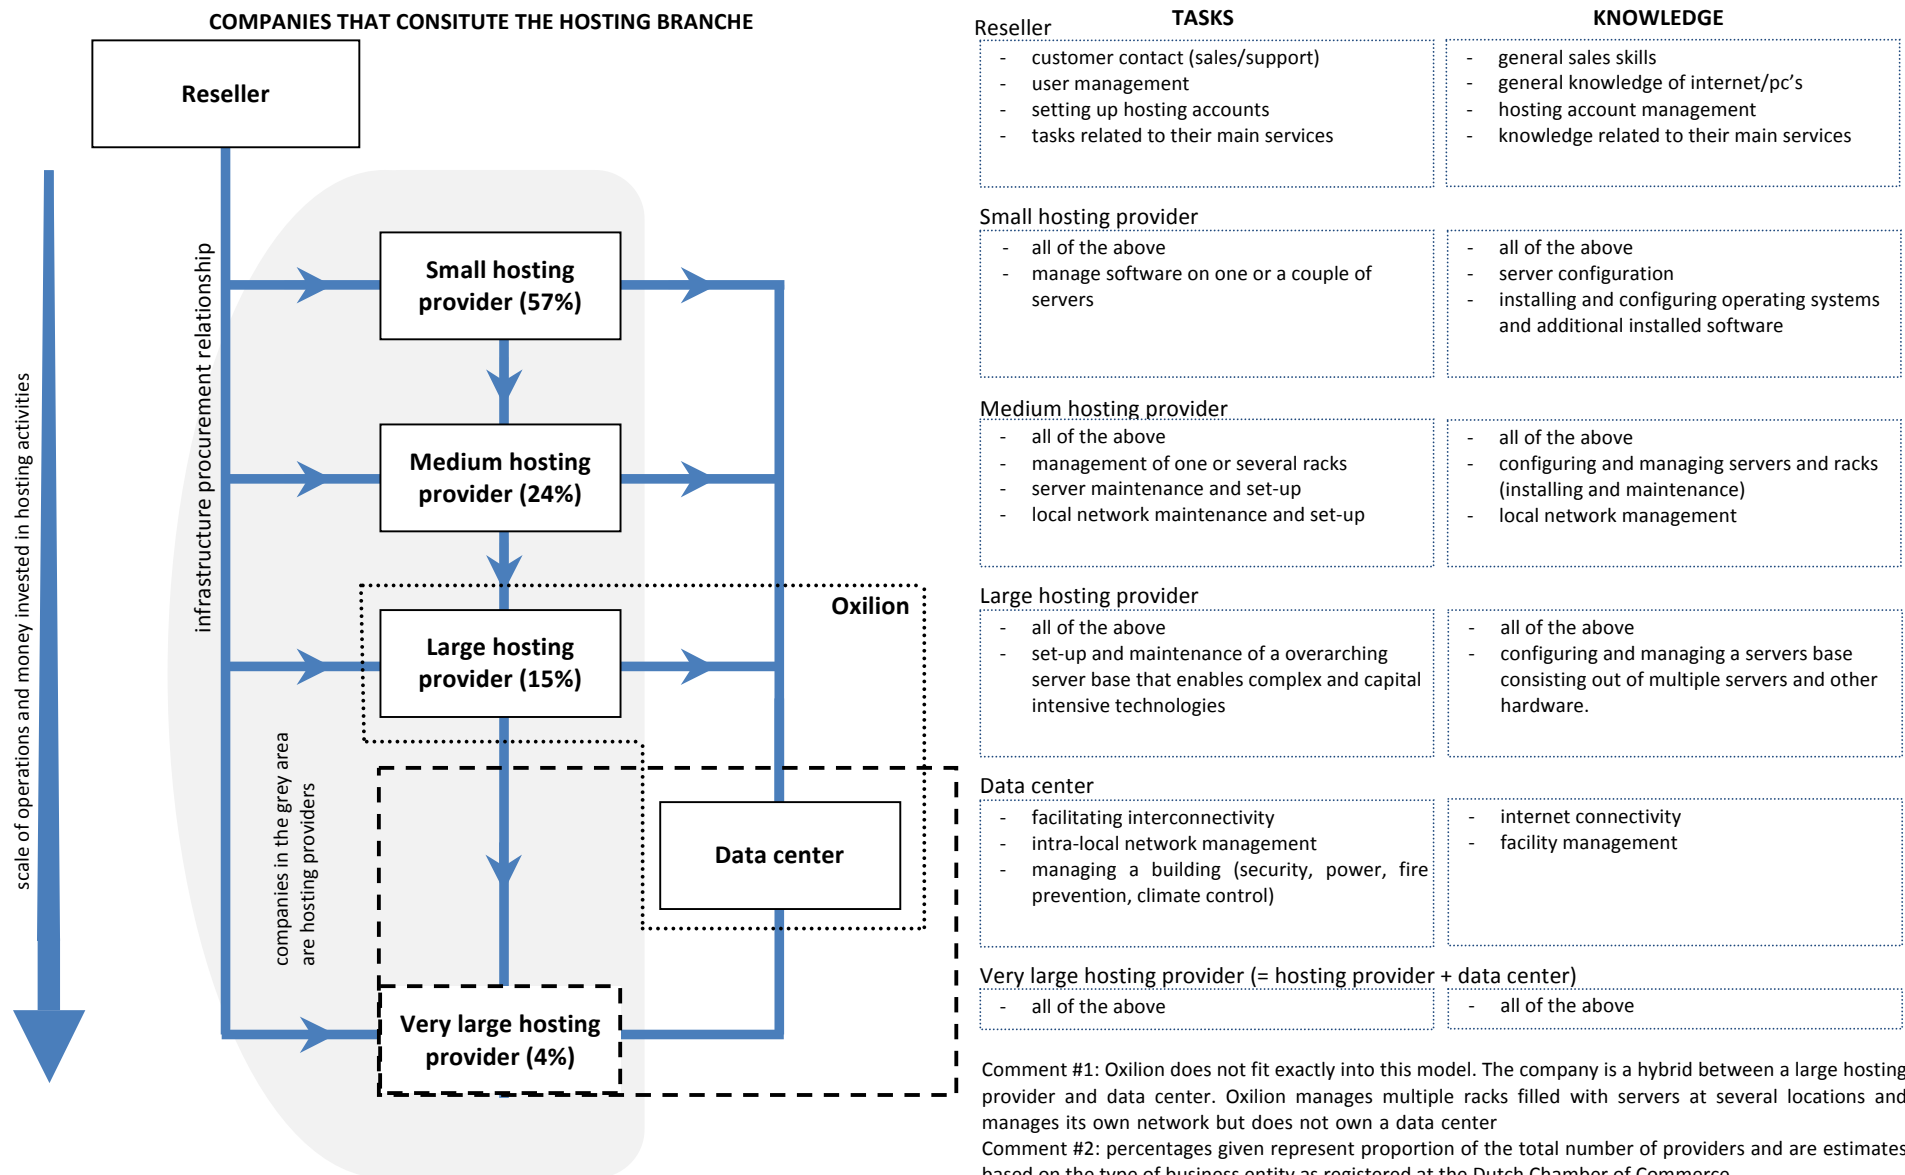 COMPANIES THAT CONSITUTE THE HOSTING BRANCHE
Reseller
scale of operations and money invested in hosting activities
infrastructure procurement relationship
companies in the grey area
are hosting providers
Small hosting
provider (57%)
Medium hosting
provider (24%)
Oxilion
Large hosting
provider (15%)
Data center
Very large hosting
provider (4%)
TASKS
KNOWLEDGE
Reseller
- customer contact (sales/support)
- user management
- setting up hosting accounts
- tasks related to their main services
- general sales skills
- general knowledge of internet/pc's
- hosting account management
- knowledge related to their main services
Small hosting provider
- all of the above
- manage software on one or a couple of
servers
- all of the above
- server configuration
- installing and configuring operating systems
and additional installed software
Medium hosting provider
- all of the above
- management of one or several racks
- server maintenance and set-up
- local network maintenance and set-up
- all of the above
- configuring and managing servers and racks
(installing and maintenance)
- local network management
Large hosting provider
- all of the above
- set-up and maintenance of a overarching
server base that enables complex and capital
intensive technologies
- all of the above
- configuring and managing a servers base
consisting out of multiple servers and other
hardware.
Data center
- facilitating interconnectivity
- intra-local network management
- managing a building (security, power, fire
prevention, climate control)
- internet connectivity
- facility management
Very large hosting provider (= hosting provider + data center)
- all of the above
- all of the above
Comment #1: Oxilion does not fit exactly into this model. The company is a hybrid between a large hosting
provider and data center. Oxilion manages multiple racks filled with servers at several locations and
manages its own network but does not own a data center
Comment #2: percentages given represent proportion of the total number of providers and are estimates
based on the type of business entity as registered at the Dutch Chamber of Commerce